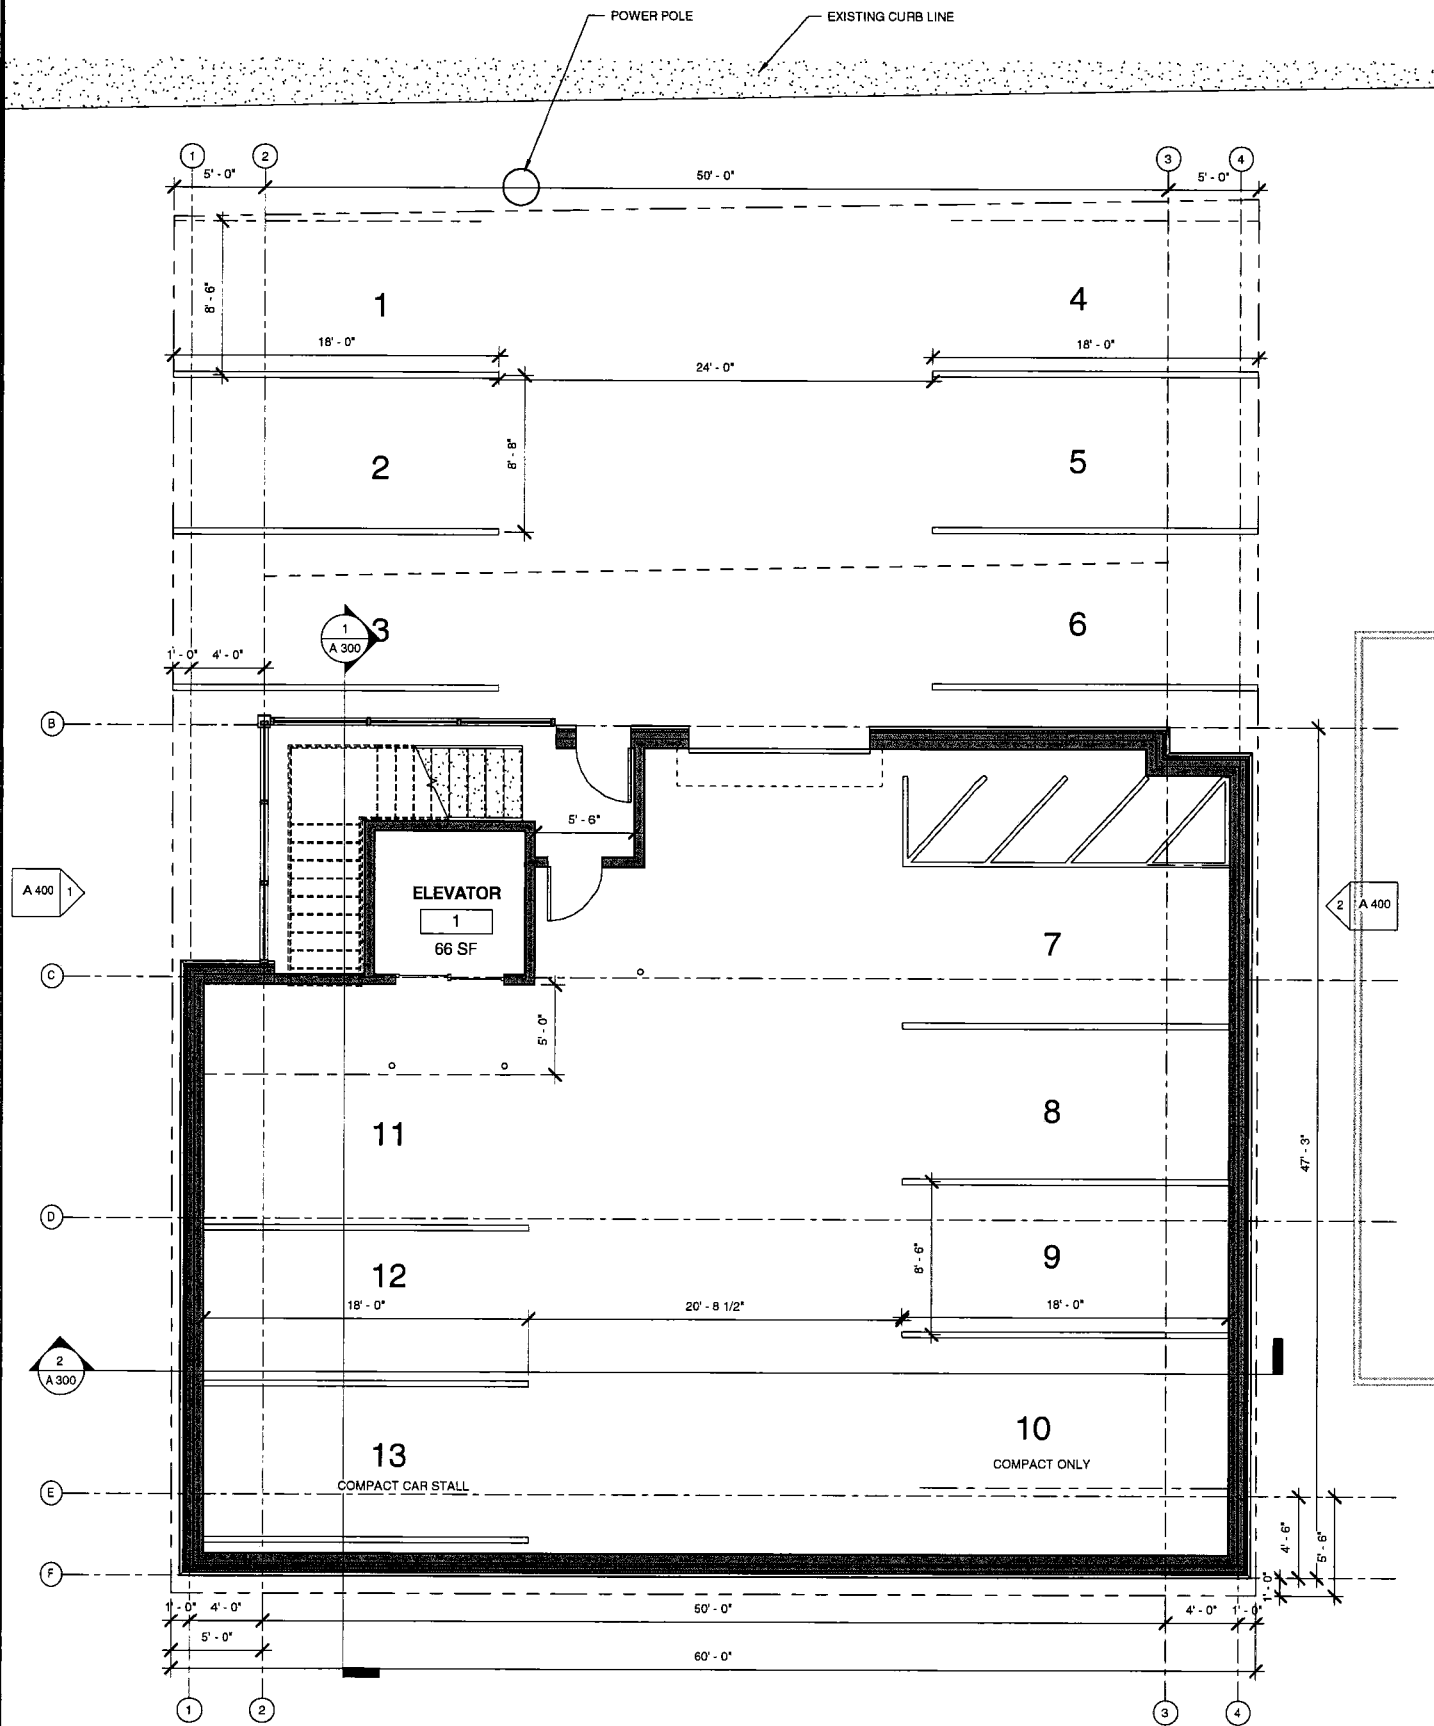 POWER POLE
EXISTING CURB LINE
1
2
3
4
5' - 0"
50' - 0"
5' - 0"
8' - 6"
1
4
18' - 0"
18' - 0"
24' - 0"
2
8' - 8"
5
1
A 300
3
6
1' - 0"
4' - 0"
B
5' - 6"
A 400
1
ELEVATOR
1
66 SF
2
A 400
7
C
5' - 0"
8
11
47' - 3"
D
8' - 6"
9
12
18' - 0"
20' - 8 1/2"
18' - 0"
2
A 300
10
COMPACT ONLY
13
COMPACT CAR STALL
E
4' - 6"
5' - 6"
F
1' - 0"
1' - 0"
4' - 0"
50' - 0"
4' - 0"
1' - 0"
5' - 0"
60' - 0"
1
2
3
4